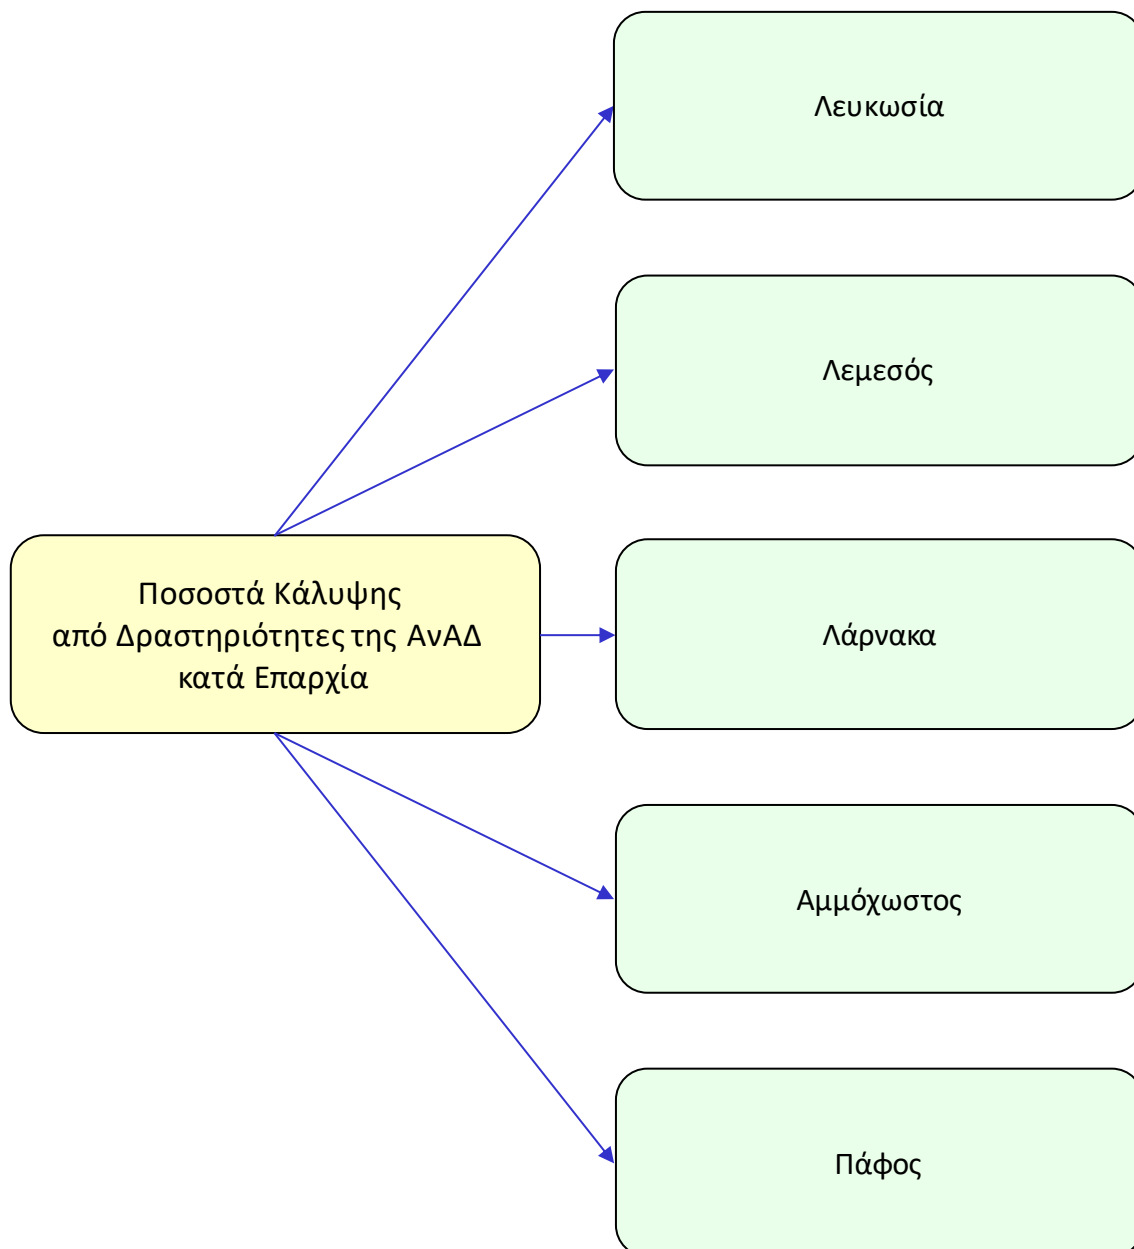 Λευκωσία
Λεμεσός
Ποσοστά Κάλυψης
από Δραστηριότητες της ΑνΑΔ
κατά Επαρχία
Λάρνακα
Αμμόχωστος
Πάφος